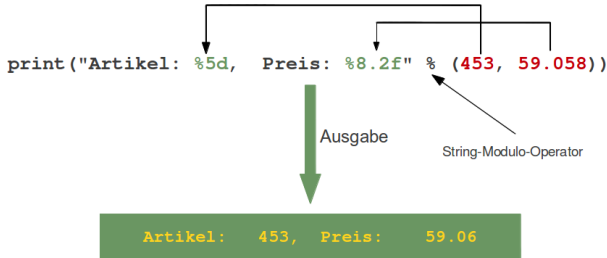 print("Artikel: %5d,  Preis: %8.2f" % (453, 59.058))
Ausgabe
String-Modulo-Operator
Artikel:   453,  Preis:    59.06